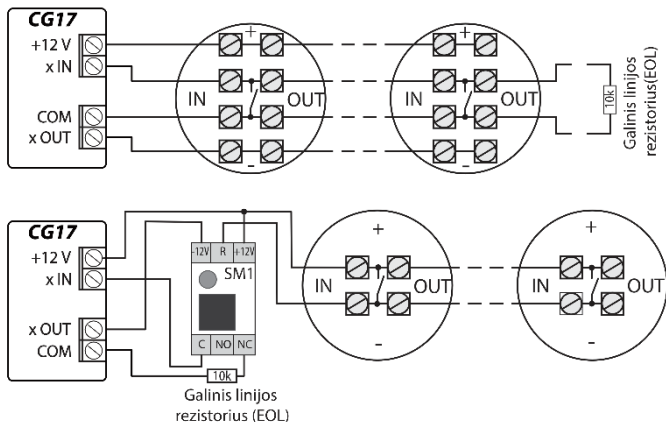 CG17
+12 V
x IN
COM
x OUT
+
IN
OUT
-
+
IN
OUT
-
10k
Galinis linijos
rezistorius(EOL)
CG17
+12 V
x IN
x OUT
COM
-12V R +12V
SM1
C NO NC
10k
Galinis linijos
rezistorius (EOL)
+
IN
OUT
-
+
IN
OUT
-